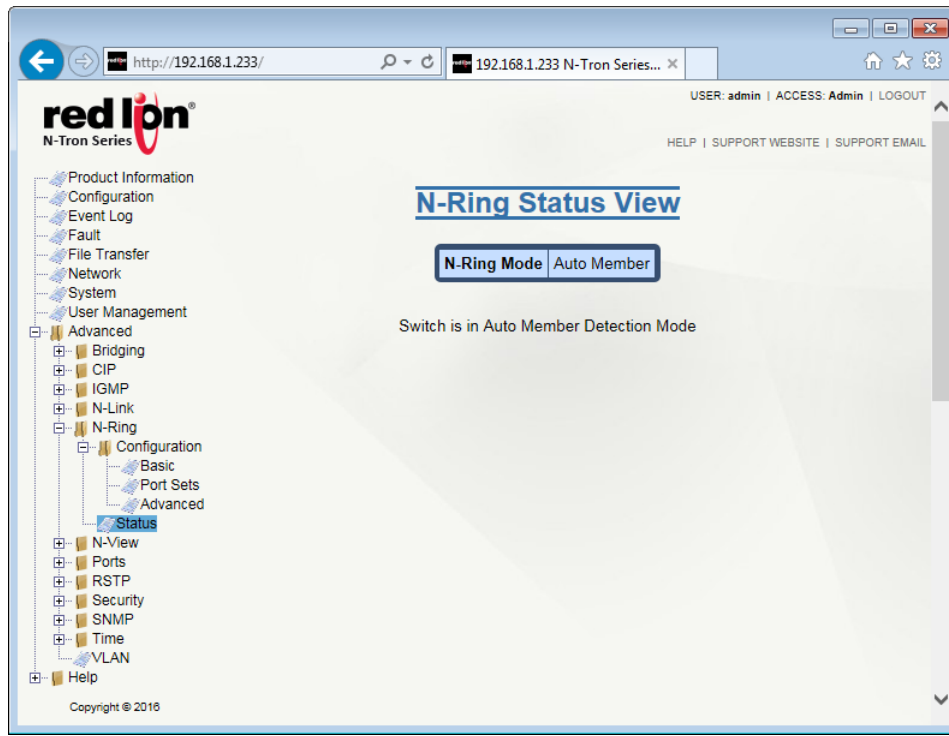 http://192.168.1.233/
192.168.1.233 N-Tron Series...
USER: admin | ACCESS: Admin | LOGOUT
red lion®
N-Tron Series
HELP | SUPPORT WEBSITE | SUPPORT EMAIL
Product Information
Configuration
Event Log
Fault
File Transfer
Network
System
User Management
Advanced
Bridging
CIP
IGMP
N-Link
N-Ring
Configuration
Basic
Port Sets
Advanced
Status
N-View
Ports
RSTP
Security
SNMP
Time
VLAN
Help
Copyright © 2016
N-Ring Status View
N-Ring Mode Auto Member
Switch is in Auto Member Detection Mode